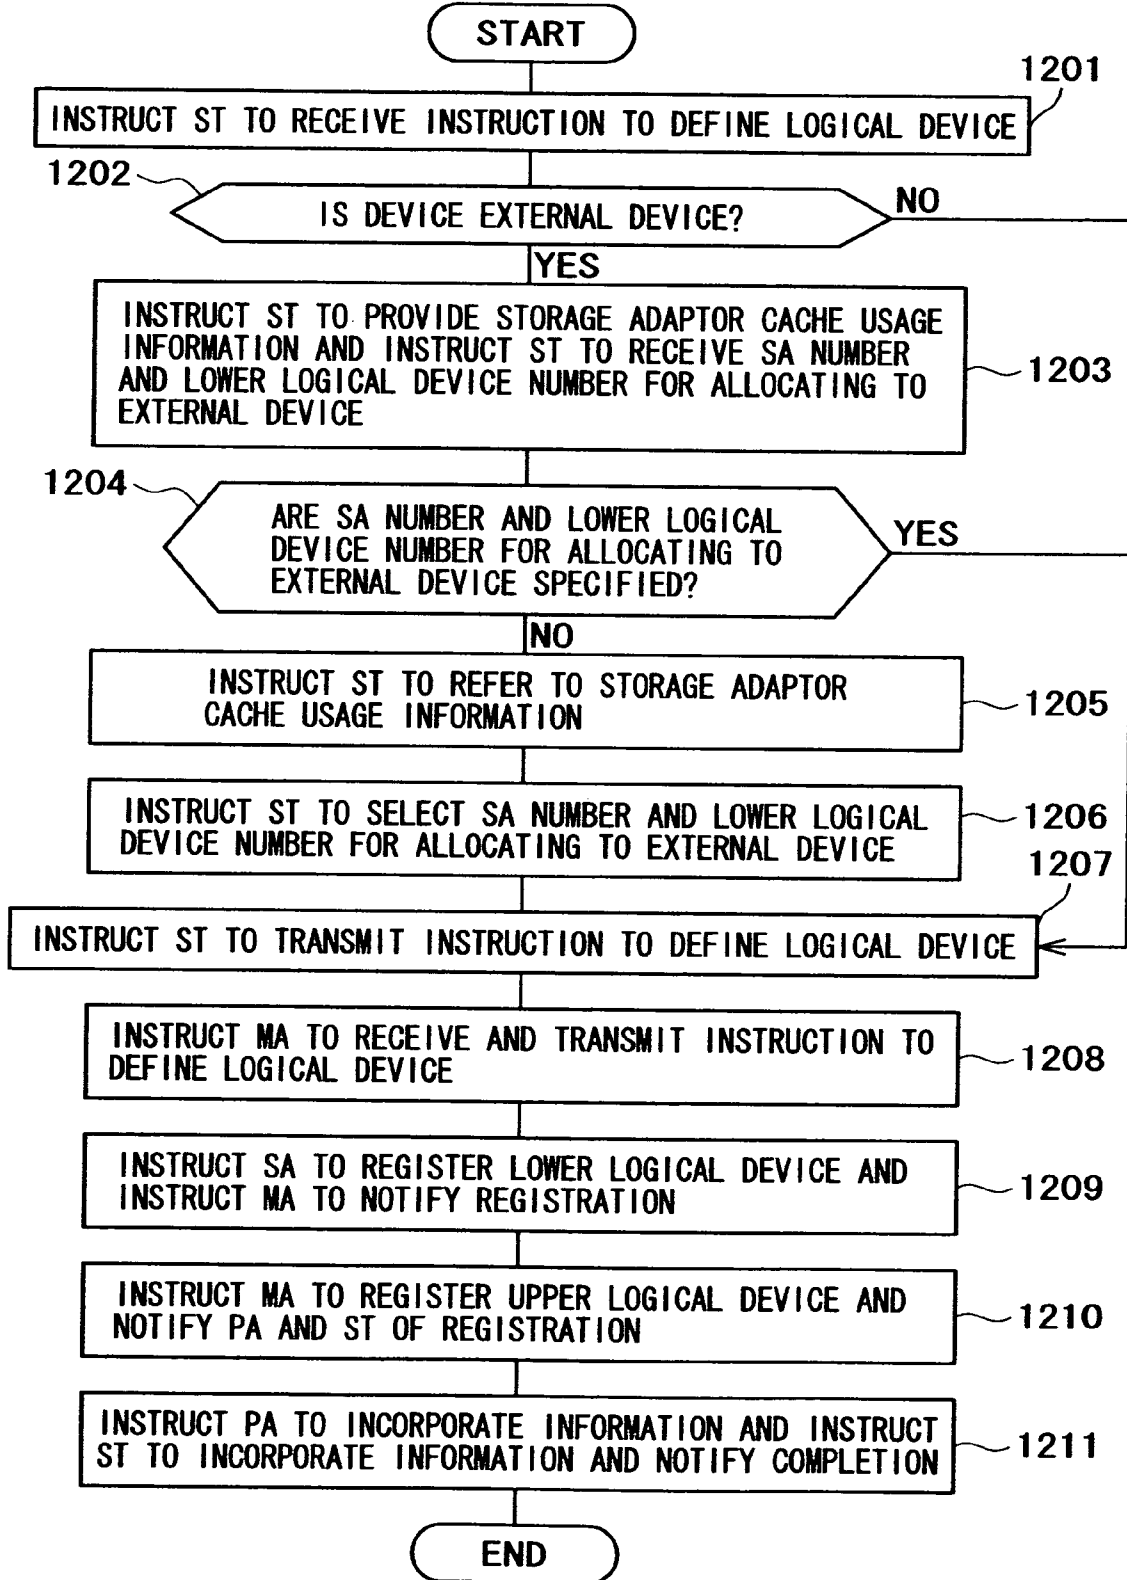 START
1201
INSTRUCT ST TO RECEIVE INSTRUCTION TO DEFINE LOGICAL DEVICE
1202
IS DEVICE EXTERNAL DEVICE?
NO
YES
INSTRUCT ST TO PROVIDE STORAGE ADAPTOR CACHE USAGE
INFORMATION AND INSTRUCT ST TO RECEIVE SA NUMBER
AND LOWER LOGICAL DEVICE NUMBER FOR ALLOCATING TO
EXTERNAL DEVICE
1203
1204
ARE SA NUMBER AND LOWER LOGICAL
DEVICE NUMBER FOR ALLOCATING TO
EXTERNAL DEVICE SPECIFIED?
YES
NO
INSTRUCT ST TO REFER TO STORAGE ADAPTOR
CACHE USAGE INFORMATION
1205
INSTRUCT ST TO SELECT SA NUMBER AND LOWER LOGICAL
DEVICE NUMBER FOR ALLOCATING TO EXTERNAL DEVICE
1206
1207
INSTRUCT ST TO TRANSMIT INSTRUCTION TO DEFINE LOGICAL DEVICE
INSTRUCT MA TO RECEIVE AND TRANSMIT INSTRUCTION TO
DEFINE LOGICAL DEVICE
1208
INSTRUCT SA TO REGISTER LOWER LOGICAL DEVICE AND
INSTRUCT MA TO NOTIFY REGISTRATION
1209
INSTRUCT MA TO REGISTER UPPER LOGICAL DEVICE AND
NOTIFY PA AND ST OF REGISTRATION
1210
INSTRUCT PA TO INCORPORATE INFORMATION AND INSTRUCT
ST TO INCORPORATE INFORMATION AND NOTIFY COMPLETION
1211
END